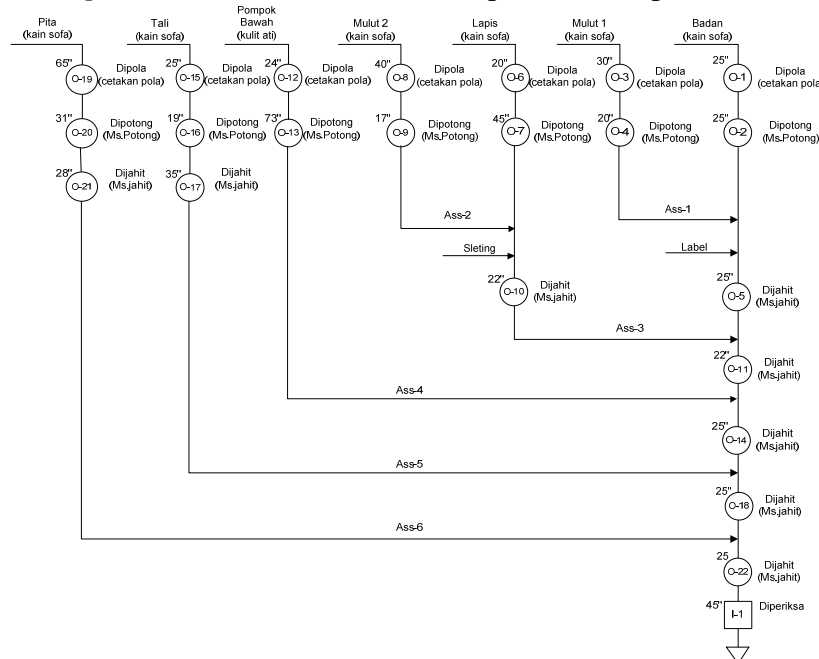 Pita
(kain sofa)
Tali
(kain sofa)
Pompok
Bawah
(kulit ati)
Mulut 2
(kain sofa)
Lapis
(kain sofa)
Mulut 1
(kain sofa)
Badan
(kain sofa)
65"
O-19
Dipola
(cetakan pola)
25"
O-15
Dipola
(cetakan pola)
24"
O-12
Dipola
(cetakan pola)
40"
O-8
Dipola
(cetakan pola)
20"
O-6
Dipola
(cetakan pola)
30"
O-3
Dipola
(cetakan pola)
25"
O-1
Dipola
(cetakan pola
31"
O-20
Dipotong
(Ms.Potong)
19"
O-16
Dipotong
(Ms.Potong)
73"
O-13
Dipotong
(Ms.Potong)
17"
O-9
Dipotong
(Ms.Potong)
45"
O-7
Dipotong
(Ms.Potong)
20"
O-4
Dipotong
(Ms.Potong)
25"
O-2
Dipotong
(Ms.Potong)
28"
O-21
Dijahit
(Ms.jahit)
35"
O-17
Dijahit
(Ms.jahit)
Ass-1
Ass-2
Sleting
Label
22"
O-10
Dijahit
(Ms.jahit)
25"
O-5
Dijahit
(Ms.jahit)
Ass-3
22"
O-11
Dijahit
(Ms.jahit)
Ass-4
25"
O-14
Dijahit
(Ms.jahit)
Ass-5
25"
O-18
Dijahit
(Ms.jahit)
Ass-6
25
O-22
Dijahit
(Ms.jahit)
45"
I-1
Diperiksa